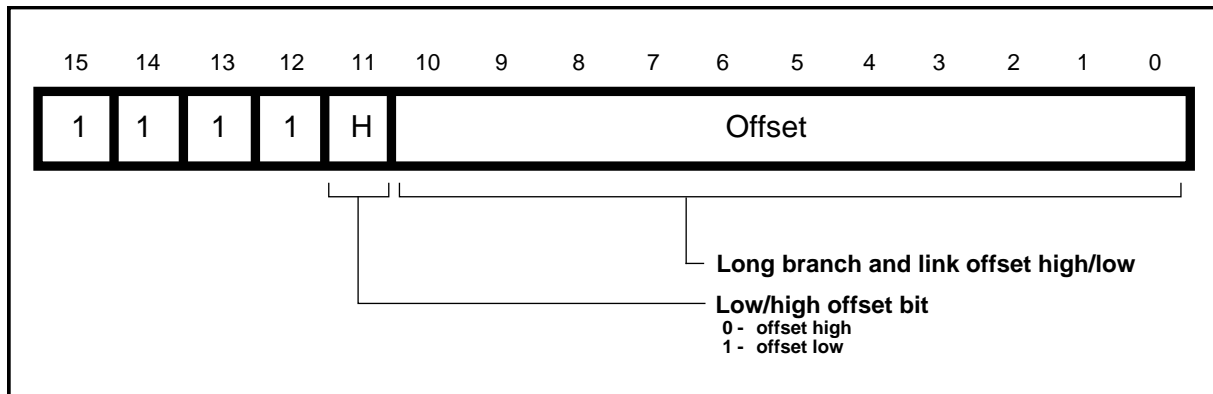 15 14 13 12 11 10 9 8 7 6 5 4 3 2 1 0
1 1 1 1 H Offset
Long branch and link offset high/low
Low/high offset bit
0 - offset high
1 - offset low